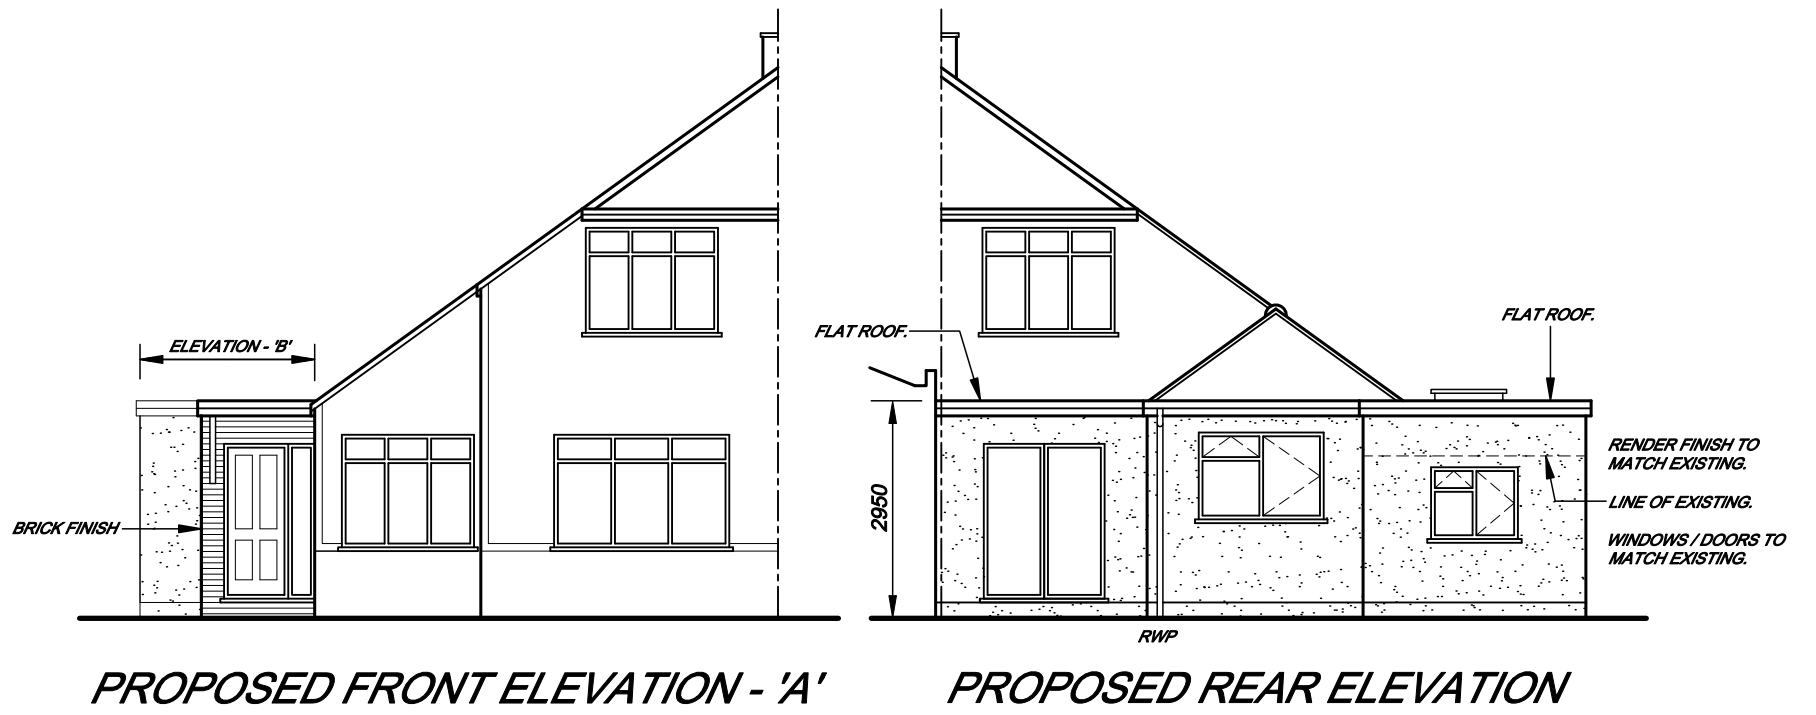 ELEVATION - 'B'
BRICK FINISH
PROPOSED FRONT ELEVATION - 'A'
FLAT ROOF.
FLAT ROOF.
2950
RENDER FINISH TO
MATCH EXISTING.
LINE OF EXISTING.
WINDOWS / DOORS TO
MATCH EXISTING.
RWP
PROPOSED REAR ELEVATION